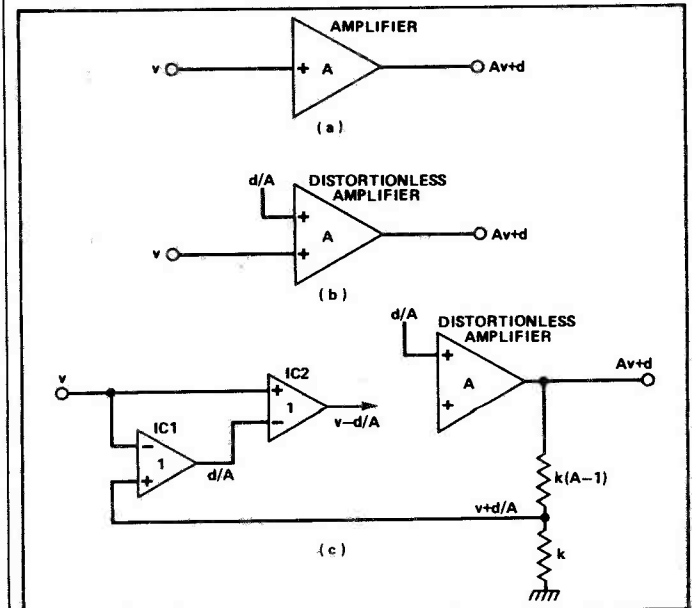 AMPLIFIER
v + A Av+d
(a)
d/A DISTORTIONLESS
AMPLIFIER
+
A Av+d
v +
(b)
d/A DISTORTIONLESS
AMPLIFIER
+ Av+d
A
+
v IC2
+
1
− v−d/A
IC1
−
1 d/A
+
k(A−1)
v+d/A
k
(c)